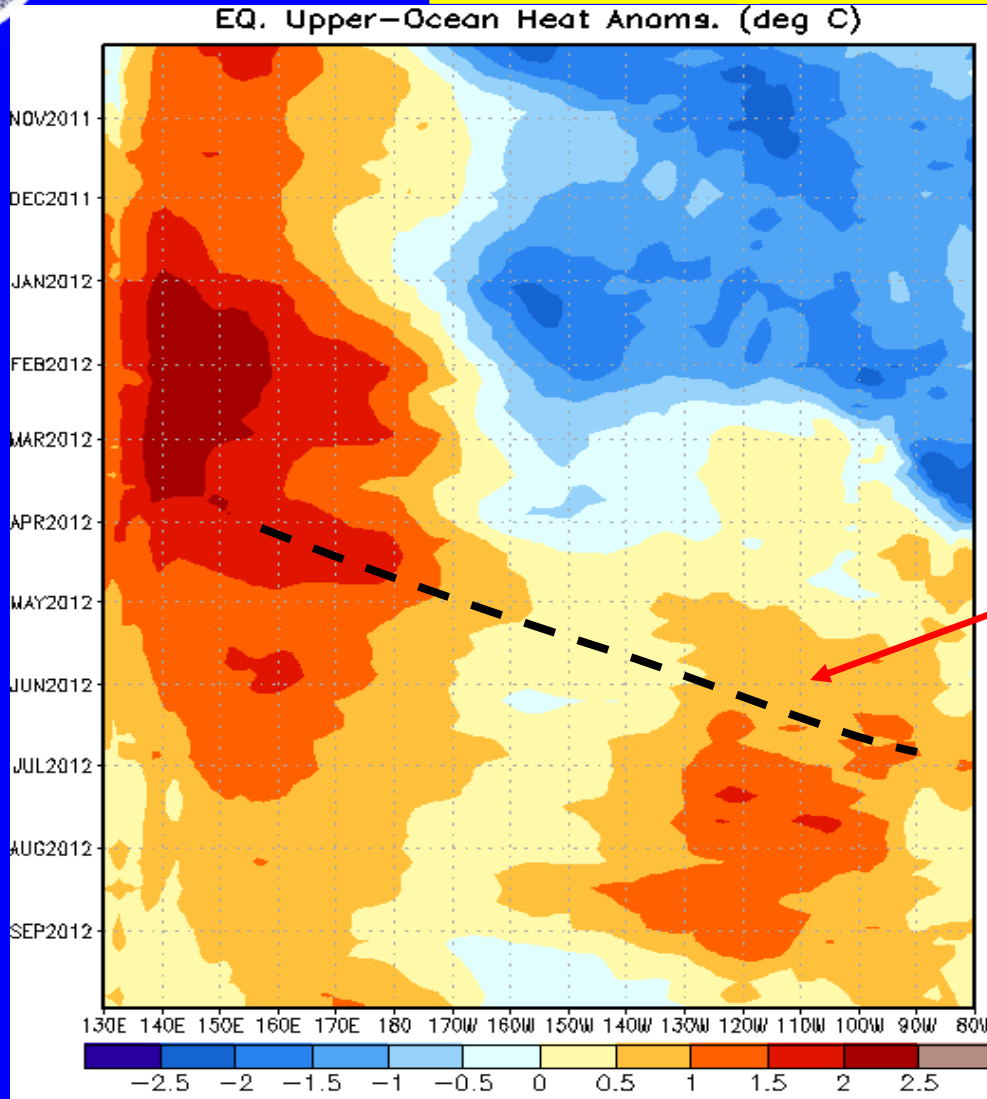 EQ. Upper-Ocean Heat Anoms. (deg C)
NOV2011
DEC2011
JAN2012
FEB2012
MAR2012
APR2012
MAY2012
JUN2012
JUL2012
AUG2012
SEP2012
130E 140E 150E 160E 170E 180 170W 160W 150W 140W 130W 120W 110W 100W 90W 80W
-2.5 -2 -1.5 -1 -0.5 0 0.5 1 1.5 2 2.5